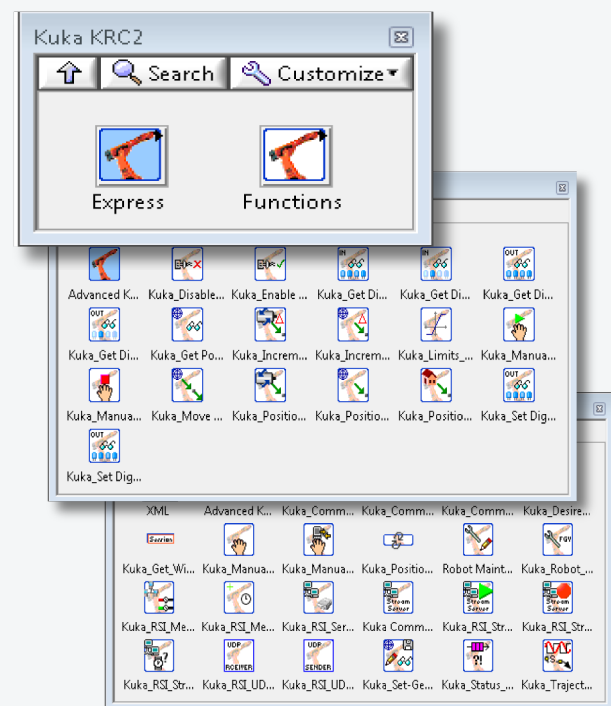 Kuka KRC2
Search Customize
Express Functions
Advanced K... Kuka_Disable... Kuka_Enable ... Kuka_Get Di... Kuka_Get Di... Kuka_Get Di...
Kuka_Get Di... Kuka_Get Po... Kuka_Increm... Kuka_Increm... Kuka_Limits_... Kuka_Manua...
Kuka_Manua... Kuka_Move ... Kuka_Positio... Kuka_Positio... Kuka_Positio... Kuka_Set Dig...
Kuka_Set Dig...
XML Advanced K... Kuka_Comm... Kuka_Comm... Kuka_Comm... Kuka_Desire...
Kuka_Get_Wi... Kuka_Manua... Kuka_Manua... Kuka_Positio... Robot Maint... Kuka_Robot_...
Kuka_RSI_Me... Kuka_RSI_Me... Kuka_RSI_Ser... Kuka Comm... Kuka_RSI_Str... Kuka_RSI_Str...
Kuka_RSI_Str... Kuka_RSI_UD... Kuka_RSI_UD... Kuka_Set-Ge... Kuka_Status_... Kuka_Traject...